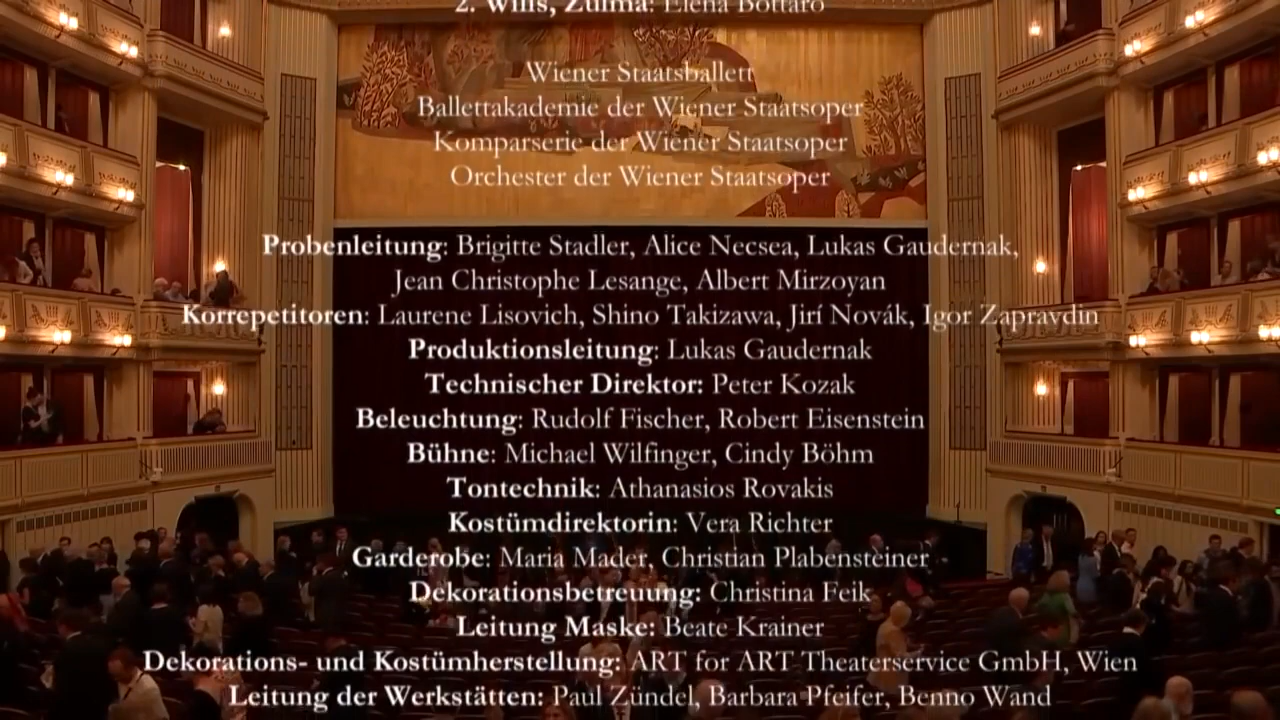 2. Wilis, Zulma: Elena Bottaro
Wiener Staatsballett
Ballettakademie der Wiener Staatsoper
Komparserie der Wiener Staatsoper
Orchester der Wiener Staatsoper
Probenleitung: Brigitte Stadler, Alice Necsea, Lukas Gaudernak,
Jean Christophe Lesange, Albert Mirzoyan
Korrepetitoren: Laurene Lisovich, Shino Takizawa, Jirí Novák, Igor Zapravdin
Produktionsleitung: Lukas Gaudernak
Technischer Direktor: Peter Kozak
Beleuchtung: Rudolf Fischer, Robert Eisenstein
Bühne: Michael Wilfinger, Cindy Böhm
Tontechnik: Athanasios Rovakis
Kostümdirektorin: Vera Richter
Garderobe: Maria Mader, Christian Plabensteiner
Dekorationsbetreuung: Christina Feik
Leitung Maske: Beate Krainer
Dekorations- und Kostümherstellung: ART for ART Theaterservice GmbH, Wien
Leitung der Werkstätten: Paul Zündel, Barbara Pfeifer, Benno Wand